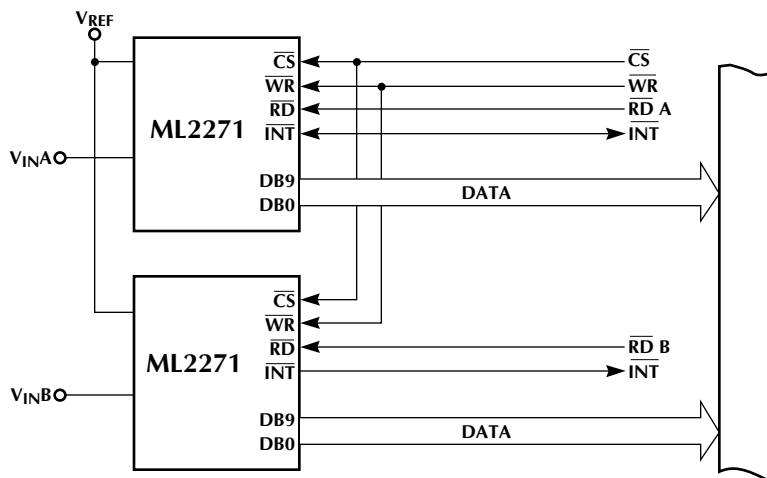 VREF
CS CS
WR WR
ML2271 RD RD A
INT INT
VINA
DB9 DATA
DB0
CS
WR
ML2271 RD RD B
INT INT
VINB
DB9 DATA
DB0